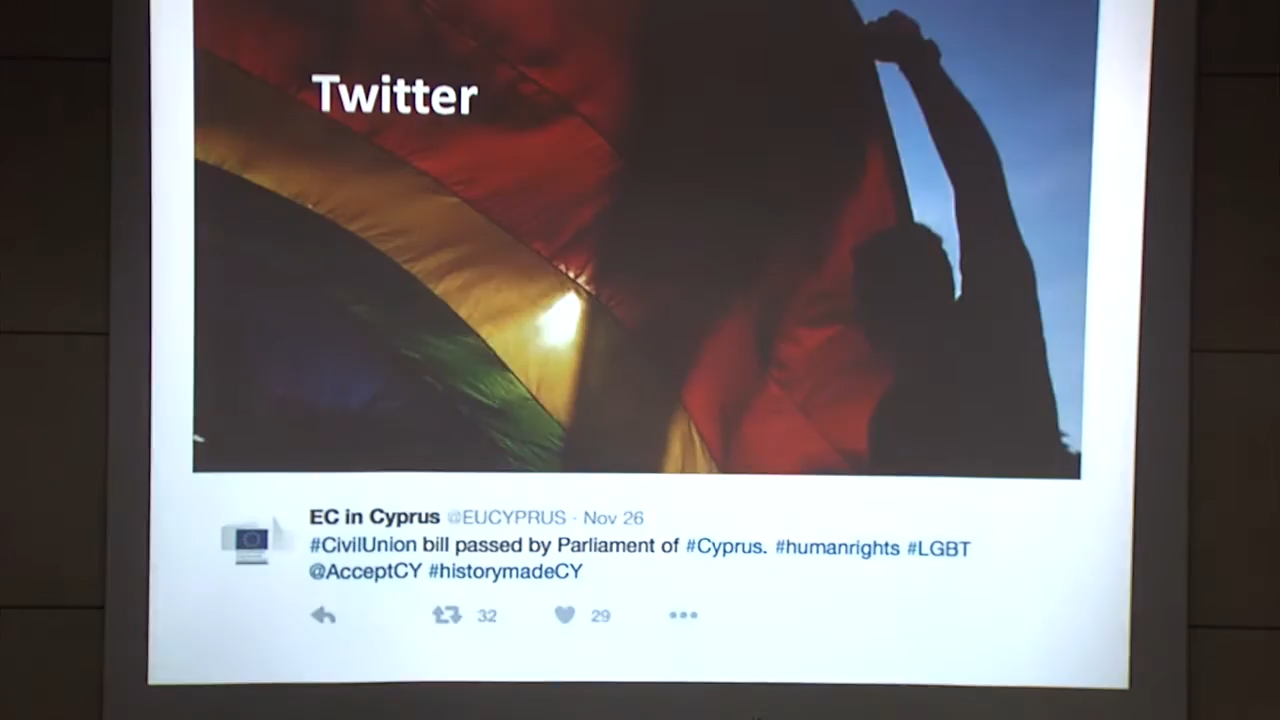 Twitter
EC in Cyprus @EUCYPRUS · Nov 26
#CivilUnion bill passed by Parliament of #Cyprus. #humanrights #LGBT
@AcceptCY #historymadeCY
32 29